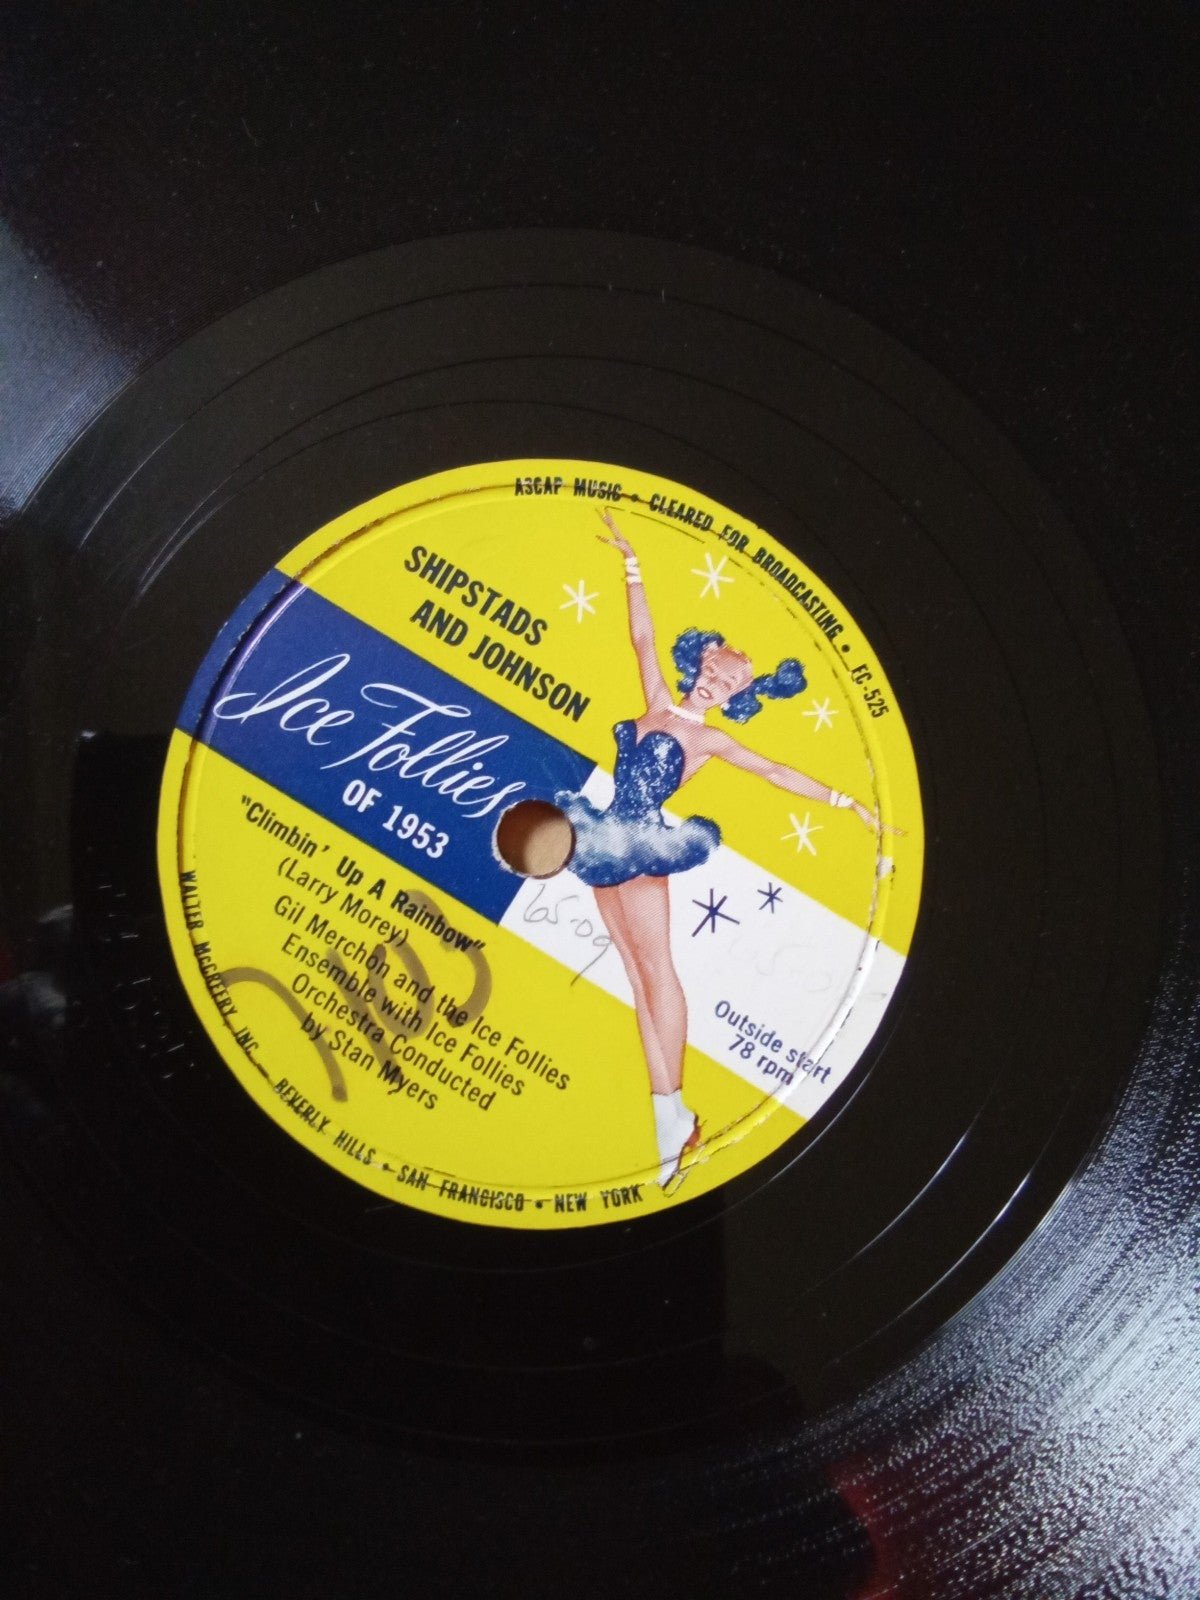 ASCAP MUSIC • CLEARED FOR BROADCASTING • FC-525
SHIPSTADS
AND JOHNSON
Ice Follies
OF 1953
"Climbin' Up A Rainbow"
(Larry Morey)
Gil Merchon and the Ice Follies
Ensemble with Ice Follies
Orchestra Conducted
by Stan Myers
65-09
Outside start
78 rpm
WALTER McCREERY INC. BEVERLY HILLS • SAN FRANCISCO • NEW YORK